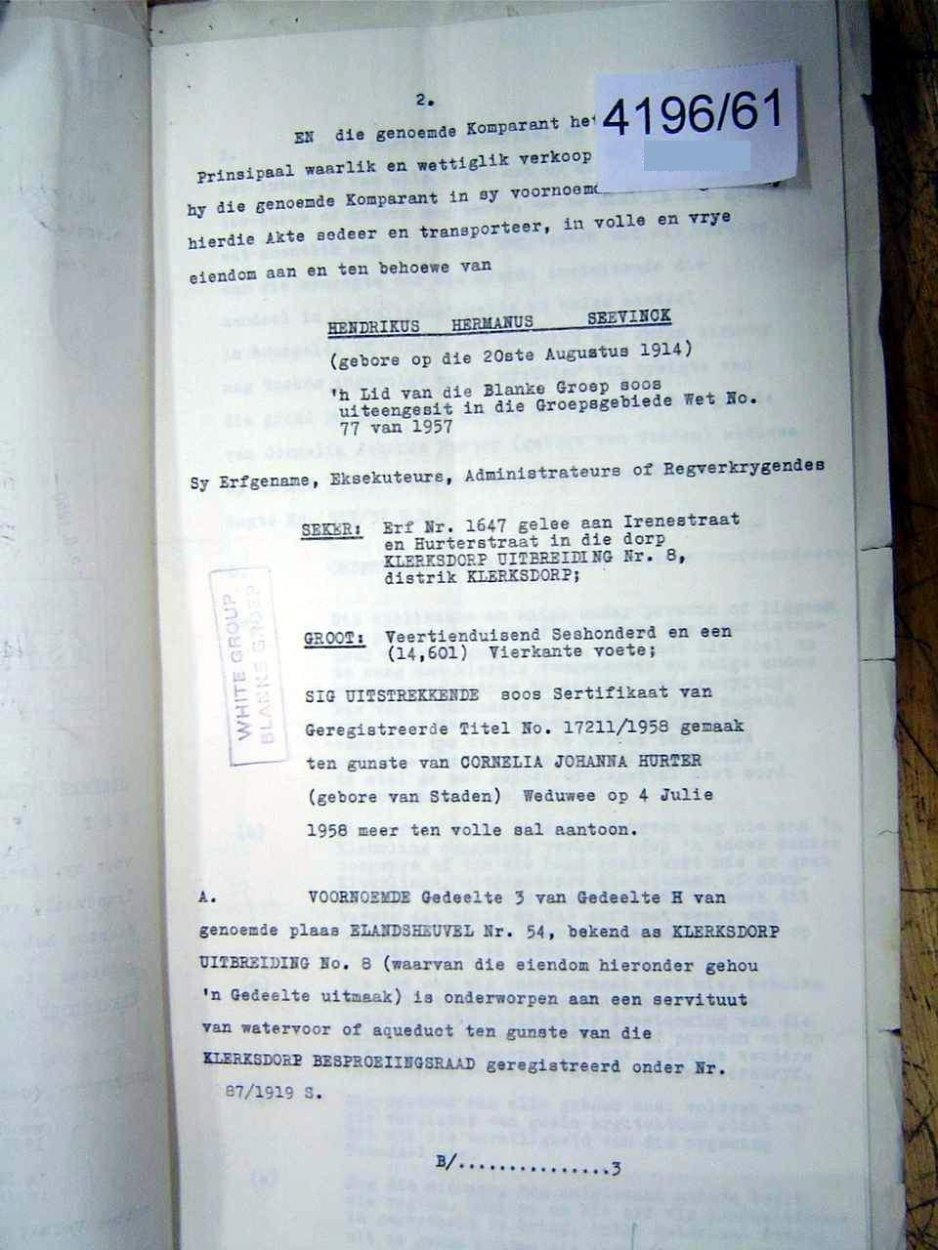 2.
4196/61
EN die genoemde Komparant het
Prinsipaal waarlik en wettiglik verkoop
hy die genoemde Komparant in sy
hierdie Akte sedeer en transporteer, in volle en vrye
eiendom aan en ten behoewe van
HENDRIKUS HERMANUS SEEVINCK
(gebore op die 20ste Augustus 1914)
'n Lid van die Blanke Groep soos
uiteengesit in die Groepsgebiede Wet No.
77 van 1957
Sy Erfgename, Eksekuteurs, Administrateurs of Regverkrygendes
SEKER: Erf Nr. 1647 gelee aan Irenestraat
en Hurterstraat in die dorp
KLERKSDORP UITBREIDING Nr. 8,
distrik KLERKSDORP;
WHITE GROUP
BLANKE GROEP
GROOT: Veertienduisend Seshonderd en een
(14,601) Vierkante voete;
SIG UITSTREKKENDE soos Sertifikaat van
Geregistreerde Titel No. 17211/1958 gemaak
ten gunste van CORNELIA JOHANNA HURTER
(gebore van Staden) Weduwee op 4 Julie
1958 meer ten volle sal aantoon.
A. VOORNOEMDE Gedeelte 3 van Gedeelte H van
genoemde plaas ELANDSHEUVEL Nr. 54, bekend as KLERKSDORP
UITBREIDING No. 8 (waarvan die eiendom hieronder gehou
'n Gedeelte uitmaak) is onderworpen aan een servituut
van watervoor of aqueduct ten gunste van die
KLERKSDORP BESPROEIINGSRAAD geregistreerd onder Nr.
87/1919 S.
B/...............3